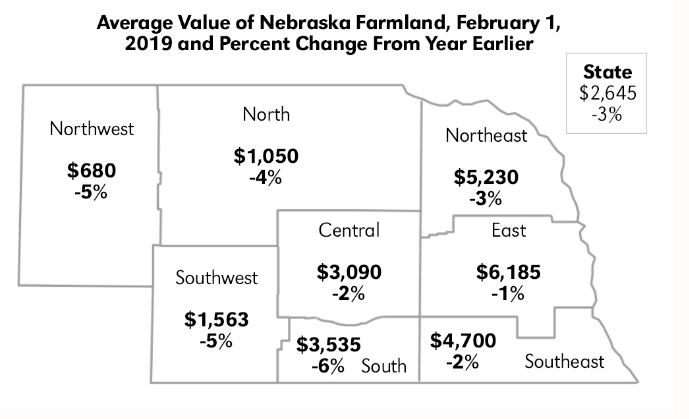 Average Value of Nebraska Farmland, February 1,
2019 and Percent Change From Year Earlier
State
$2,645
-3%
Northwest
$680
-5%
North
$1,050
-4%
Northeast
$5,230
-3%
Central
$3,090
-2%
East
$6,185
-1%
Southwest
$1,563
-5%
$3,535
-6% South
$4,700
-2% Southeast